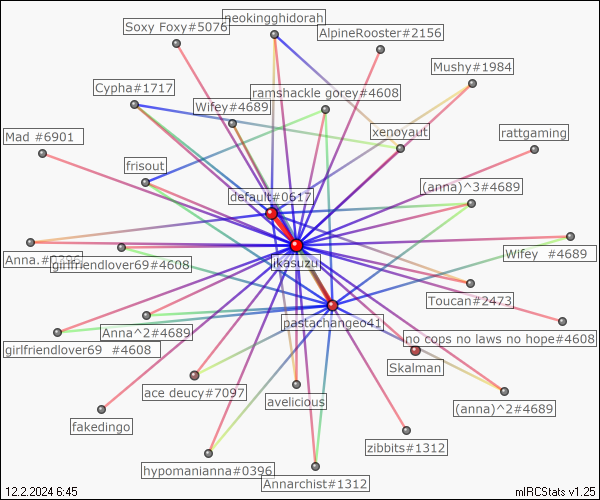 neokingghidorah
Soxy Foxy#5076
AlpineRooster#2156
Mushy#1984
Cypha#1717
ramshackle gorey#4608
Wifey#4689
xenoyaut
rattgaming
Mad #6901
frisout
(anna)^3#4689
default#0617
Wifey #4689
Anna.
girlfriendlover69#4608
ikasuzu
Toucan#2473
pastachangeo41
Anna^2#4689
no cops no laws no hope#4608
girlfriendlover69 #4608
Skalman
ace deucy#7097
avelicious
(anna)^2#4689
fakedingo
zibbits#1312
hypomanianna#0396
Annarchist#1312
12.2.2024 6:45
mIRCStats v1.25